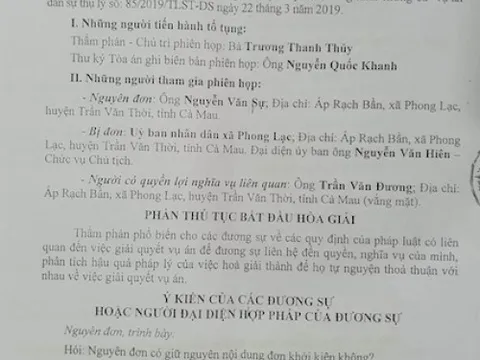 dân sự thụ lý số: 85/2019/TLST-DS ngày 22 tháng 3 năm 2019.
I. Những người tiến hành tố tụng:
Thẩm phán - Chủ trì phiên họp: Bà Trương Thanh Thúy
Thư ký Tòa án ghi biên bản phiên họp: Ông Nguyễn Quốc Khanh
II. Những người tham gia phiên họp:
- Nguyên đơn: Ông Nguyễn Văn Sự; Địa chỉ: Ấp Rạch Bần, xã Phong Lạc,
huyện Trần Văn Thời, tỉnh Cà Mau.
- Bị đơn: Uỷ ban nhân dân xã Phong Lạc; Địa chỉ: Ấp Rạch Bần, xã Phong
Lạc, huyện Trần Văn Thời, tỉnh Cà Mau. Đại diện ủy ban ông Nguyễn Văn Hiên –
Chức vụ Chủ tịch.
- Người có quyền lợi nghĩa vụ liên quan: Ông Trần Văn Đương; Địa chỉ:
Ấp Rạch Bần, xã Phong Lạc, huyện Trần Văn Thời, tỉnh Cà Mau (vắng mặt).
PHẦN THỦ TỤC BẮT ĐẦU HÒA GIẢI
Thẩm phán phổ biến cho các đương sự về các quy định của pháp luật có liên
quan đến việc giải quyết vụ án để đương sự liên hệ đến quyền, nghĩa vụ của mình,
phân tích hậu quả pháp lý của việc hoà giải thành để họ tự nguyện thoả thuận với
nhau về việc giải quyết vụ án.
Ý KIẾN CỦA CÁC ĐƯƠNG SỰ
HOẶC NGƯỜI ĐẠI DIỆN HỢP PHÁP CỦA ĐƯƠNG SỰ
Nguyên đơn, trình bày:
Hỏi: Nguyên đơn có giữ nguyên nội dung đơn khởi kiện không?